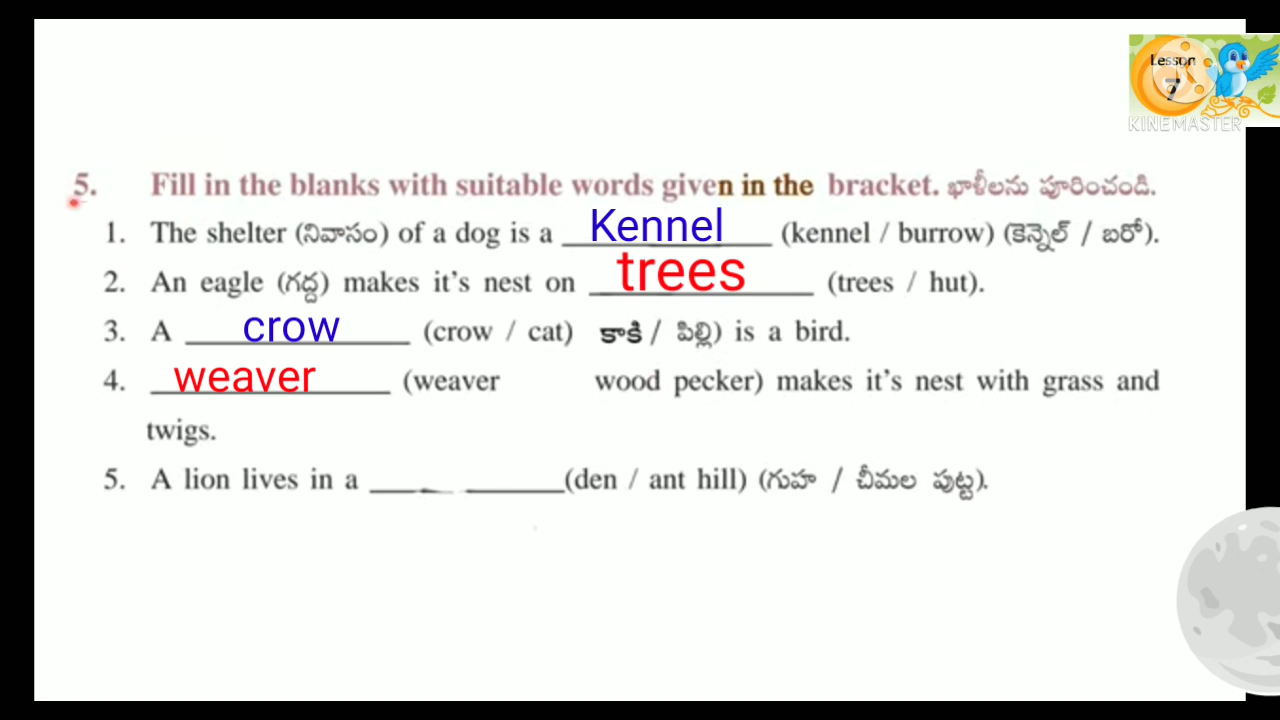 Lesson
7
KINEMASTER
5. Fill in the blanks with suitable words given in the bracket. ఖాళీలను పూరించండి.
1. The shelter (నివాసం) of a dog is a Kennel (kennel / burrow) (కెన్నెల్ / బరో).
2. An eagle (గద్ద) makes it's nest on trees (trees / hut).
3. A crow (crow / cat) కాకి / పిల్లి) is a bird.
4. weaver (weaver wood pecker) makes it's nest with grass and
twigs.
5. A lion lives in a ____ ____ (den / ant hill) (గుహ / చీమల పుట్ట).